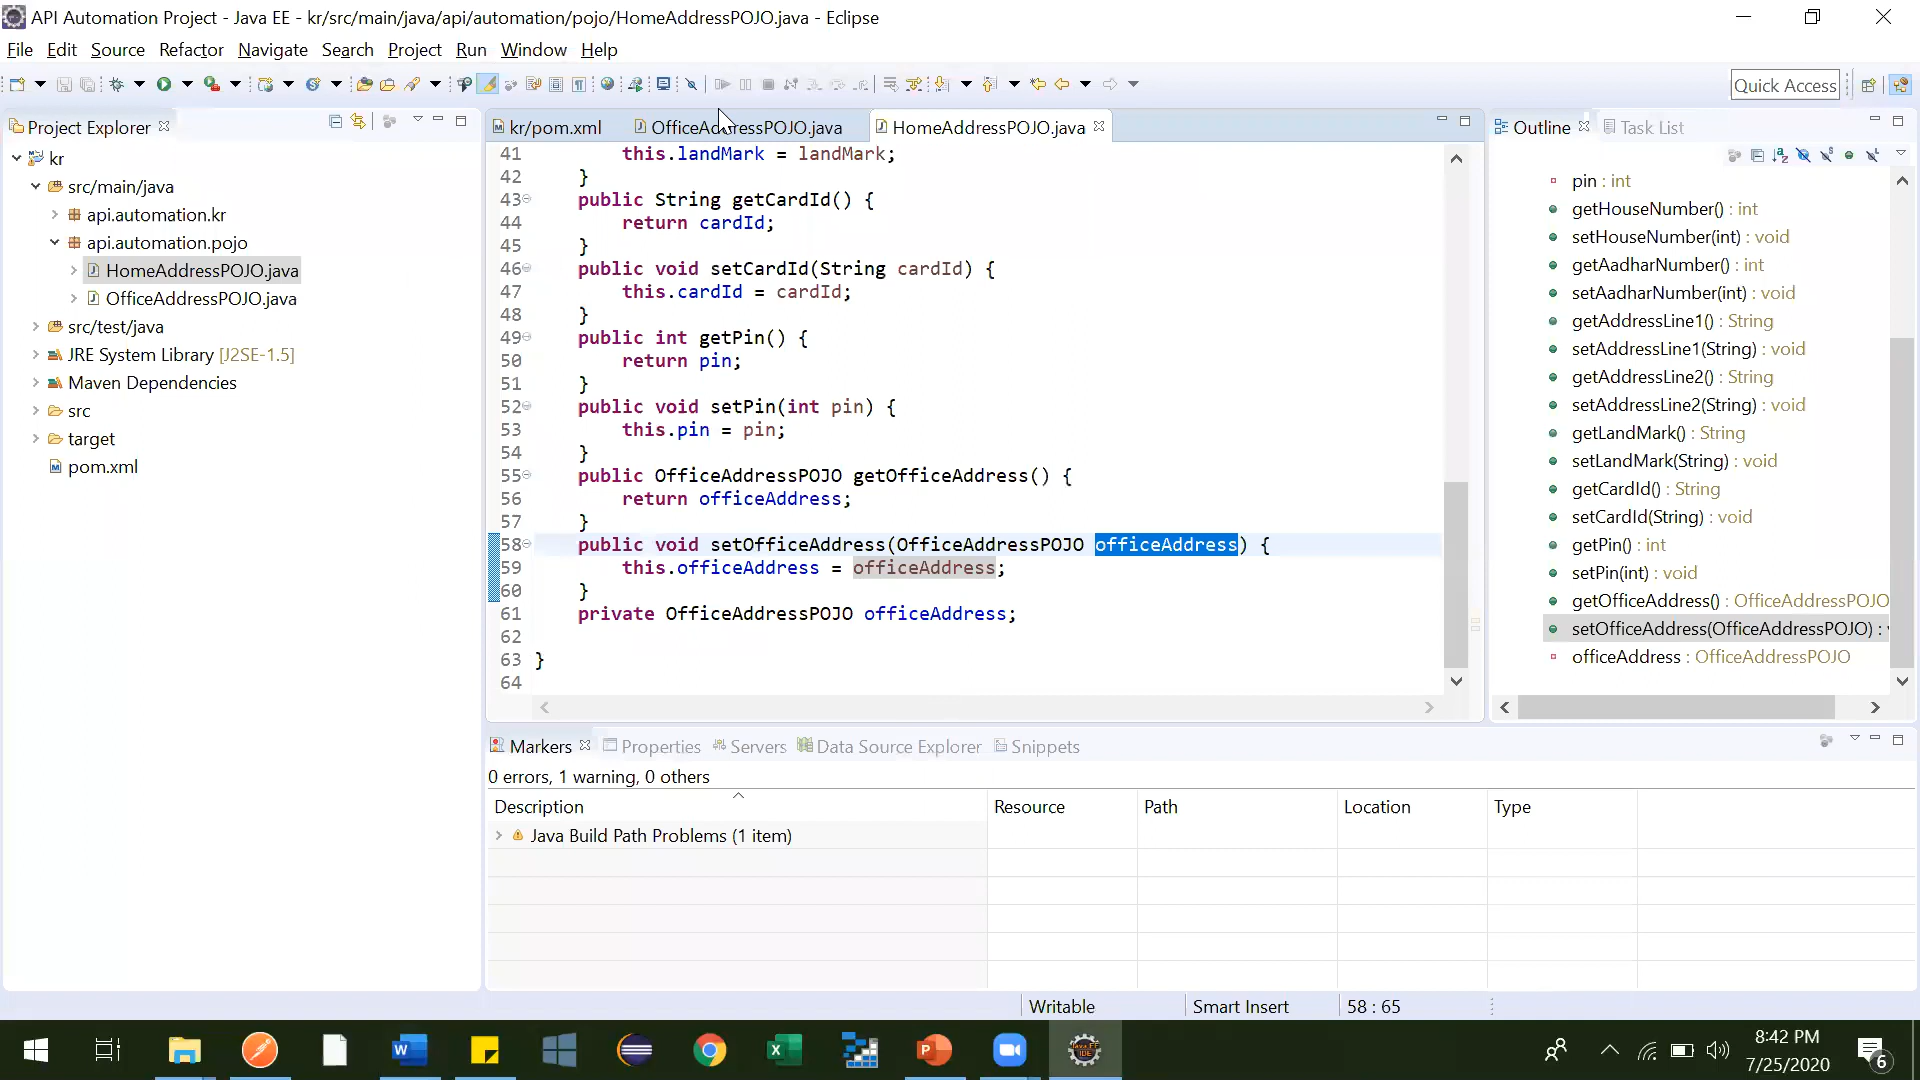 API Automation Project - Java EE - kr/src/main/java/api/automation/pojo/HomeAddressPOJO.java - Eclipse
File Edit Source Refactor Navigate Search Project Run Window Help
Quick Access
Project Explorer
kr
src/main/java
api.automation.kr
api.automation.pojo
HomeAddressPOJO.java
OfficeAddressPOJO.java
src/test/java
JRE System Library [J2SE-1.5]
Maven Dependencies
src
target
pom.xml
kr/pom.xml OfficeAddressPOJO.java HomeAddressPOJO.java
41 this.landMark = landMark;
42 }
43 public String getCardId() {
44 return cardId;
45 }
46 public void setCardId(String cardId) {
47 this.cardId = cardId;
48 }
49 public int getPin() {
50 return pin;
51 }
52 public void setPin(int pin) {
53 this.pin = pin;
54 }
55 public OfficeAddressPOJO getOfficeAddress() {
56 return officeAddress;
57 }
58 public void setOfficeAddress(OfficeAddressPOJO officeAddress) {
59 this.officeAddress = officeAddress;
60 }
61 private OfficeAddressPOJO officeAddress;
62
63 }
64
Outline Task List
pin : int
getHouseNumber() : int
setHouseNumber(int) : void
getAadharNumber() : int
setAadharNumber(int) : void
getAddressLine1() : String
setAddressLine1(String) : void
getAddressLine2() : String
setAddressLine2(String) : void
getLandMark() : String
setLandMark(String) : void
getCardId() : String
setCardId(String) : void
getPin() : int
setPin(int) : void
getOfficeAddress() : OfficeAddressPOJO
setOfficeAddress(OfficeAddressPOJO) :
officeAddress : OfficeAddressPOJO
Markers Properties Servers Data Source Explorer Snippets
0 errors, 1 warning, 0 others
Description Resource Path Location Type
Java Build Path Problems (1 item)
Writable Smart Insert 58 : 65
8:42 PM
7/25/2020
6